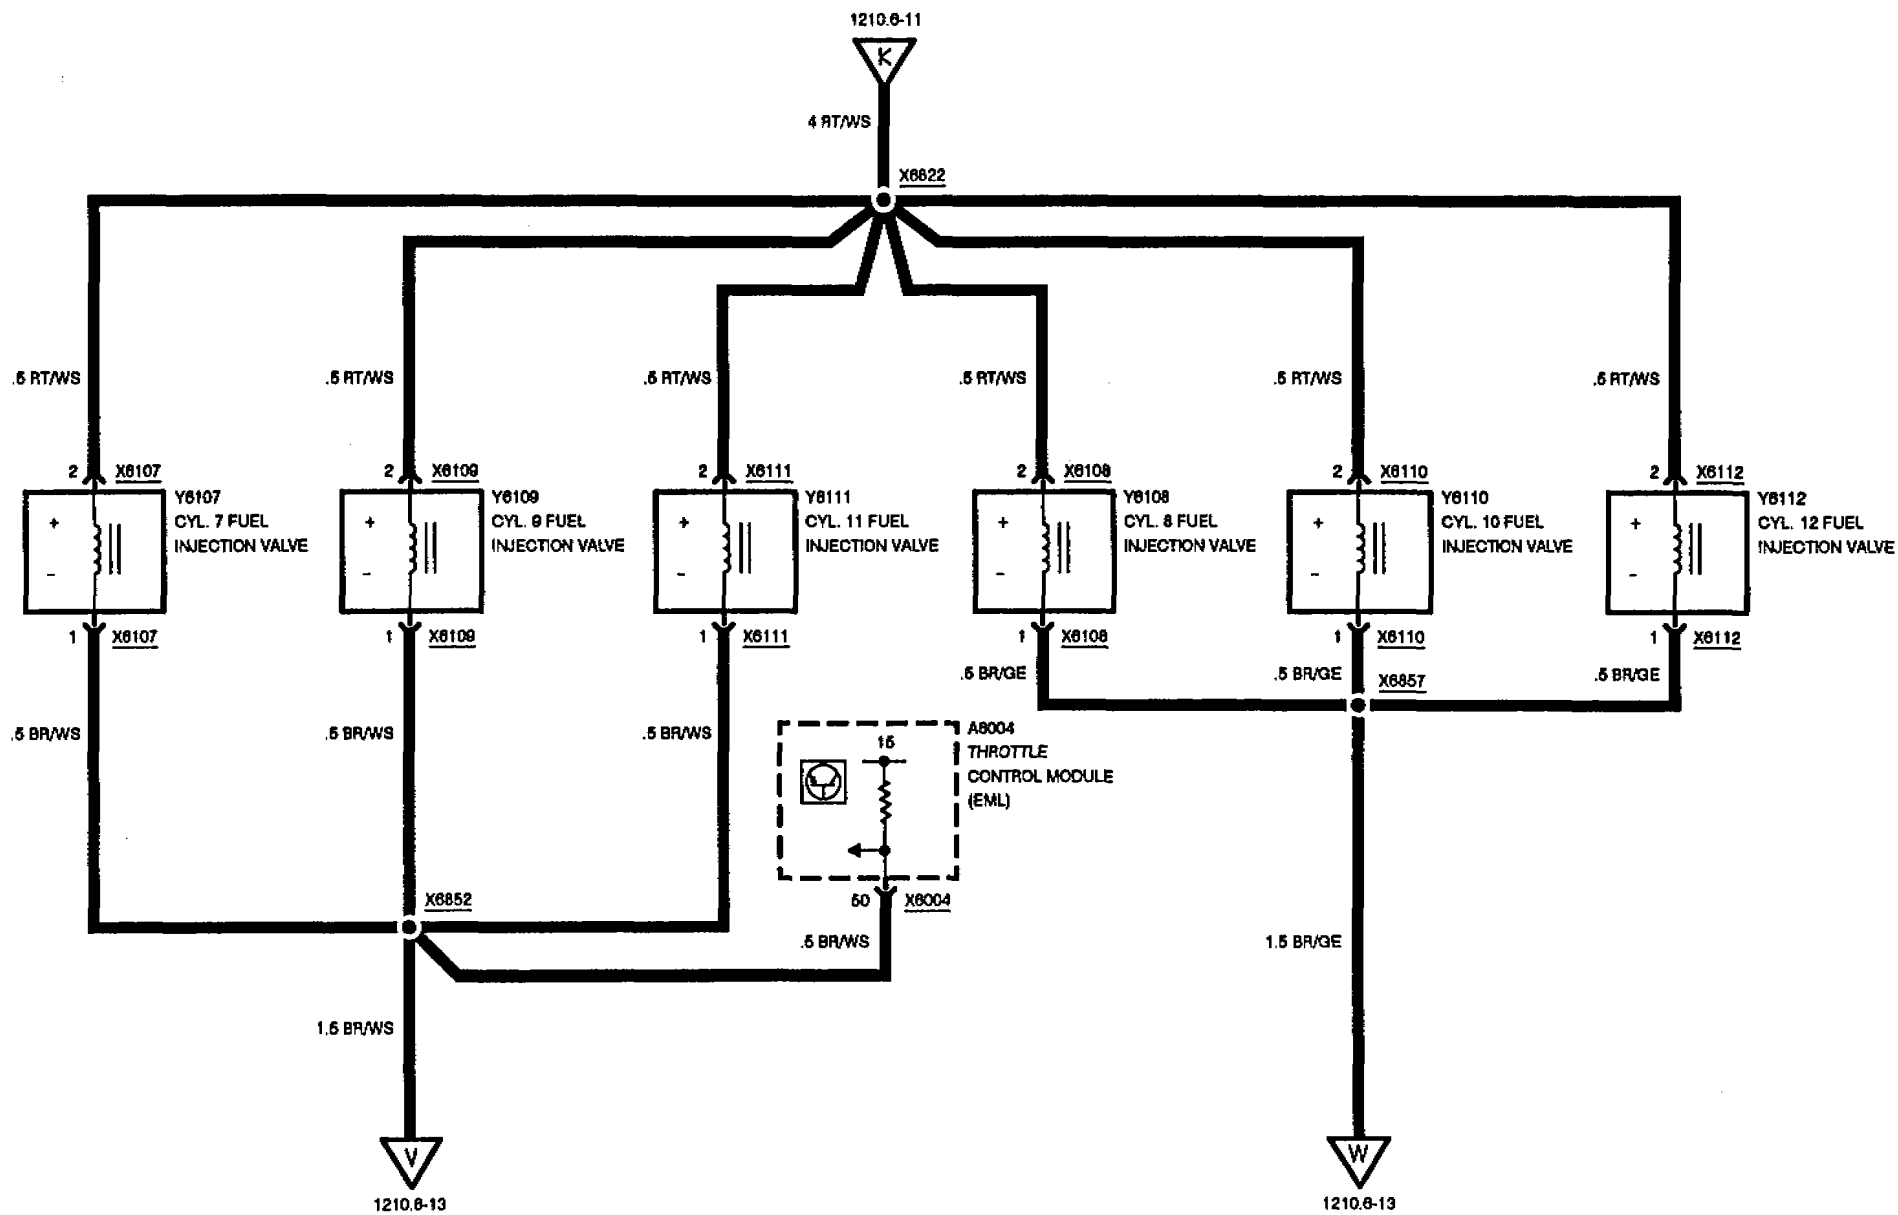 1210.6-11
K
4 RT/WS
X6822
.5 RT/WS
.5 RT/WS
.5 RT/WS
.5 RT/WS
.5 RT/WS
.5 RT/WS
2 X6107
2 X6109
2 X6111
2 X6108
2 X6110
2 X6112
+
-
Y6107
CYL. 7 FUEL
INJECTION VALVE
+
-
Y6109
CYL. 9 FUEL
INJECTION VALVE
+
-
Y6111
CYL. 11 FUEL
INJECTION VALVE
+
-
Y6108
CYL. 8 FUEL
INJECTION VALVE
+
-
Y6110
CYL. 10 FUEL
INJECTION VALVE
+
-
Y6112
CYL. 12 FUEL
INJECTION VALVE
1 X6107
1 X6109
1 X6111
1 X6108
1 X6110
1 X6112
.5 BR/GE
.5 BR/GE
.5 BR/GE
X6857
.5 BR/WS
.5 BR/WS
.5 BR/WS
15
A6004
THROTTLE
CONTROL MODULE
(EML)
50 X6004
X6852
.5 BR/WS
1.5 BR/GE
1.5 BR/WS
V
1210.6-13
W
1210.6-13